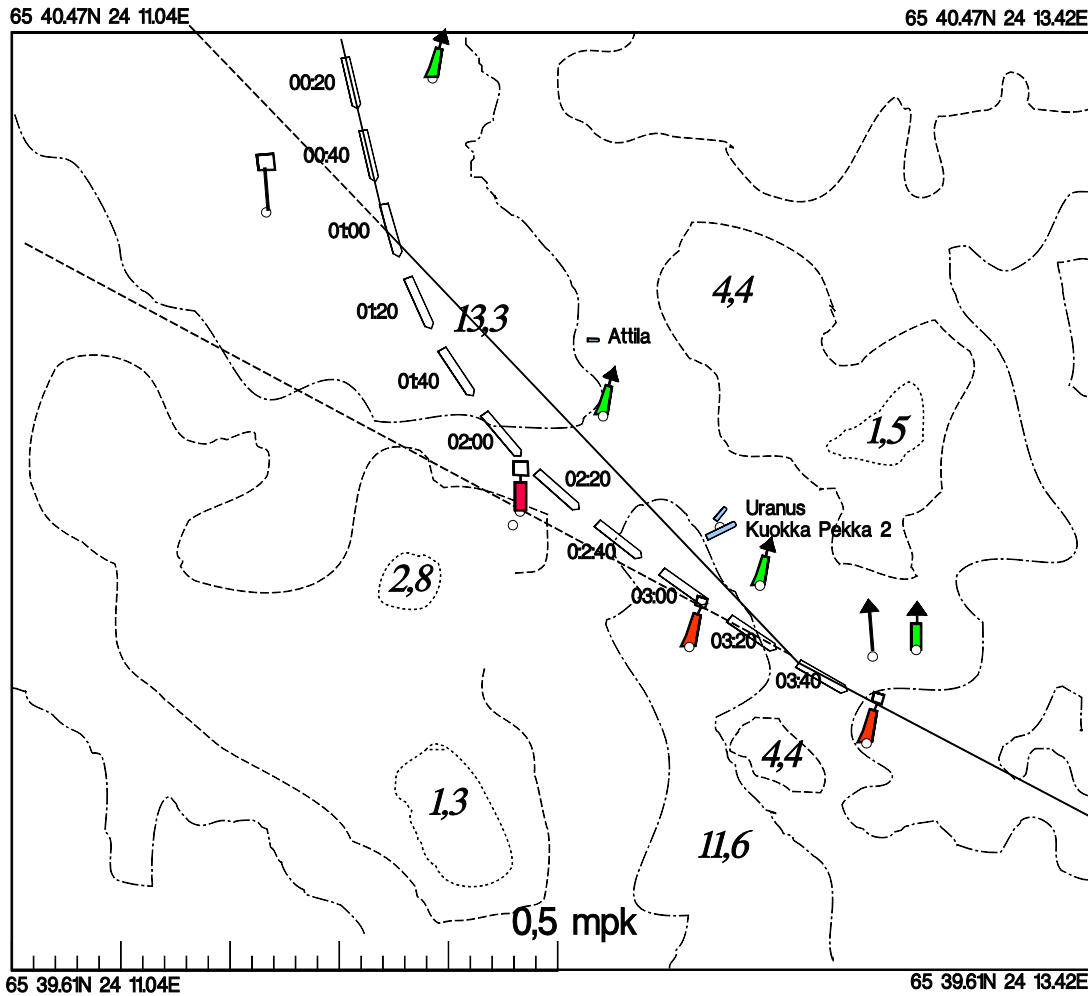 65 40.47N 24 11.04E
65 40.47N 24 13.42E
00:20
00:40
01:00
4,4
01:20
13,3
Attila
01:40
1,5
02:00
02:20
Uranus
Kuokka Pekka 2
0:2:40
2,8
03:00
03:20
03:40
4,4
1,3
11,6
0,5 mpk
65 39.61N 24 11.04E
65 39.61N 24 13.42E